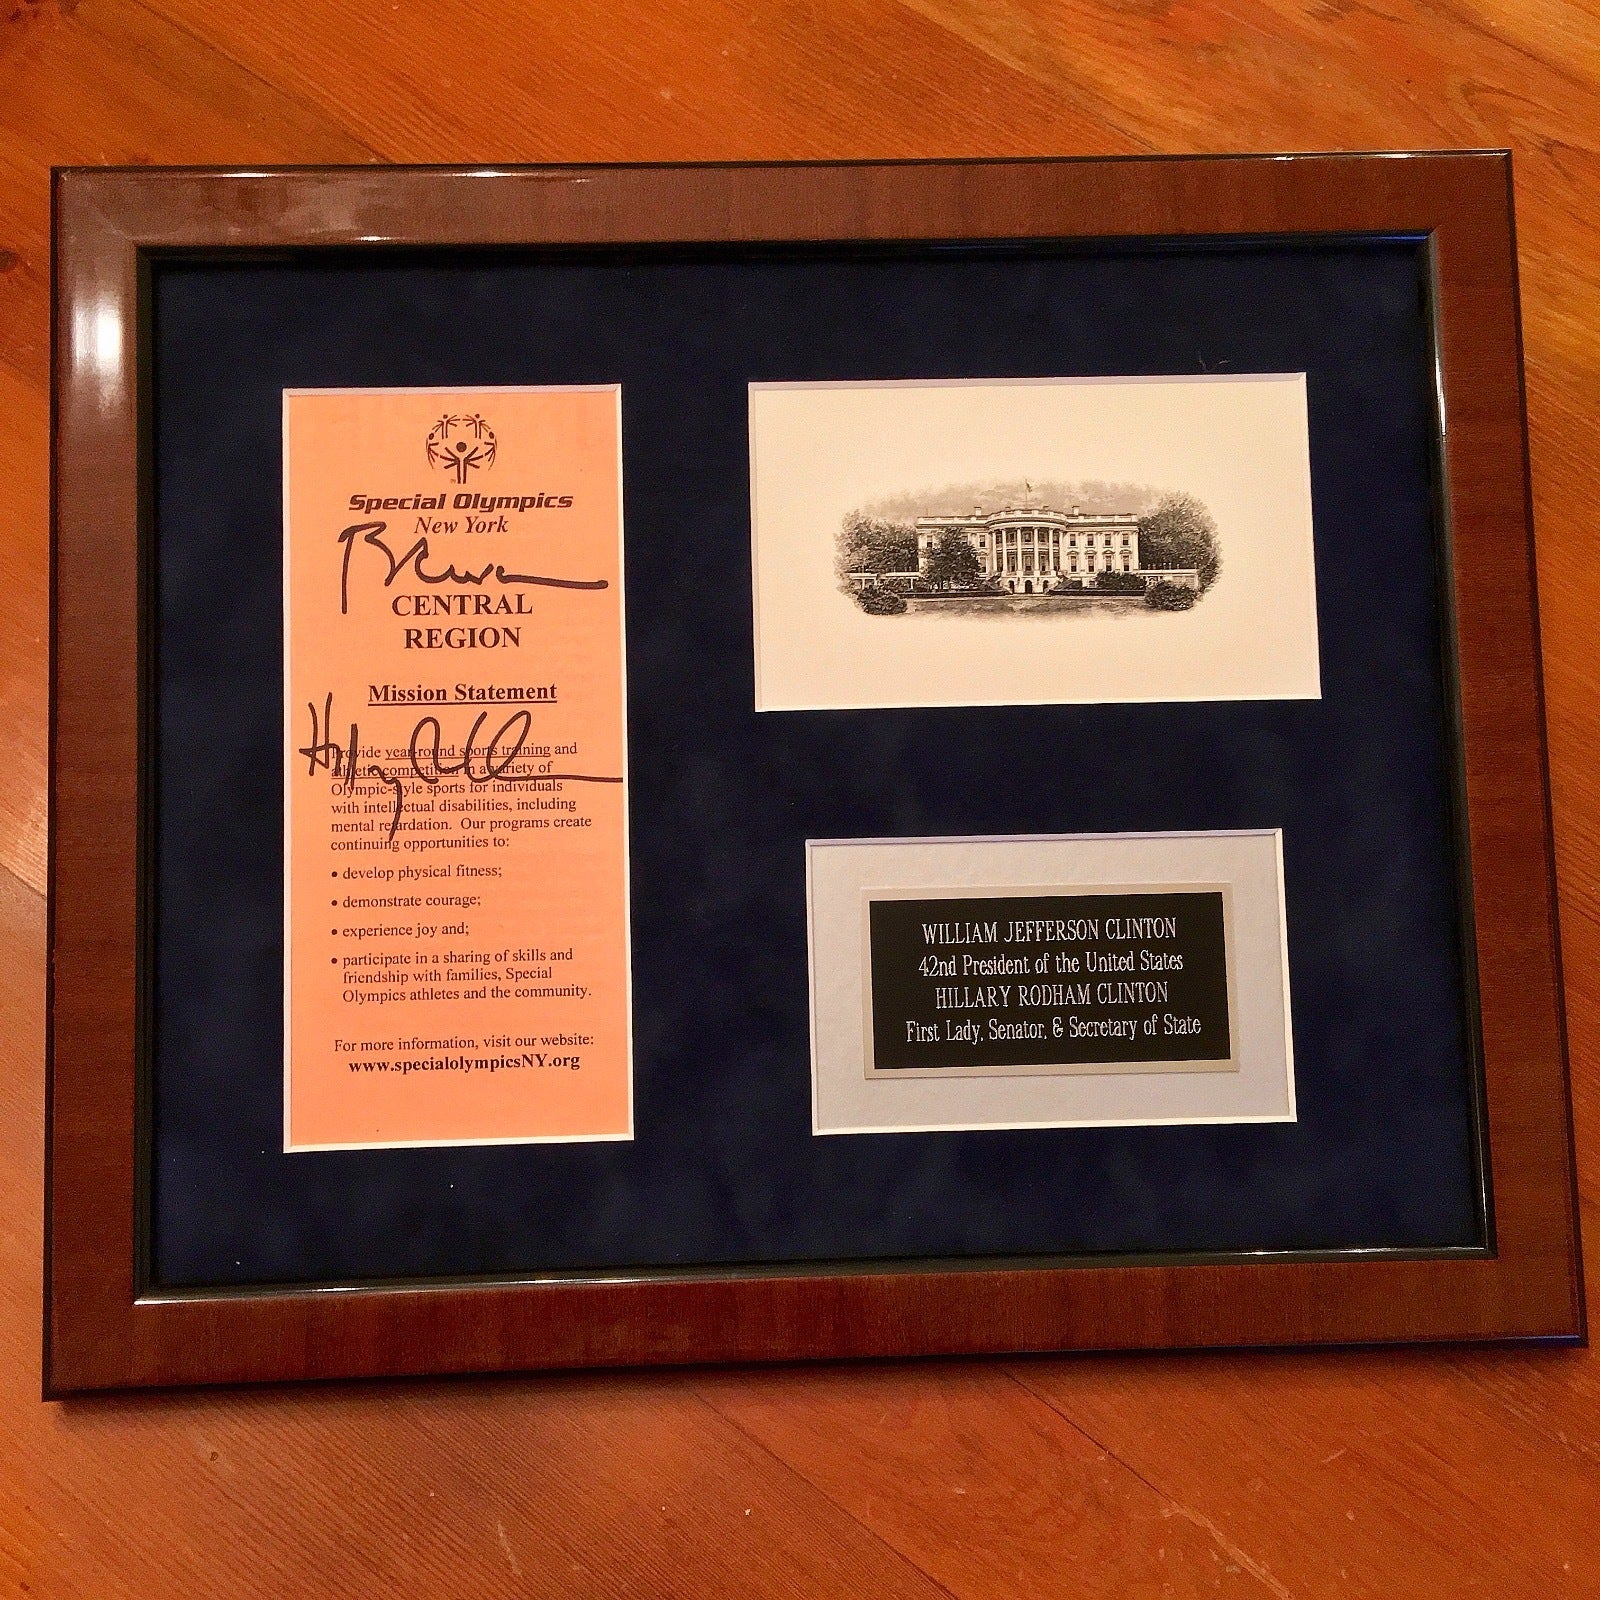 Special Olympics
New York
CENTRAL
REGION
Mission Statement
Hillary
Provide year-round sports training and
athletic competition in a variety of
Olympic-style sports for individuals
with intellectual disabilities, including
mental retardation. Our programs create
continuing opportunities to:
• develop physical fitness;
• demonstrate courage;
• experience joy and;
• participate in a sharing of skills and
friendship with families, Special
Olympics athletes and the community.
For more information, visit our website:
www.specialolympicsNY.org
WILLIAM JEFFERSON CLINTON
42nd President of the United States
HILLARY RODHAM CLINTON
First Lady, Senator, & Secretary of State